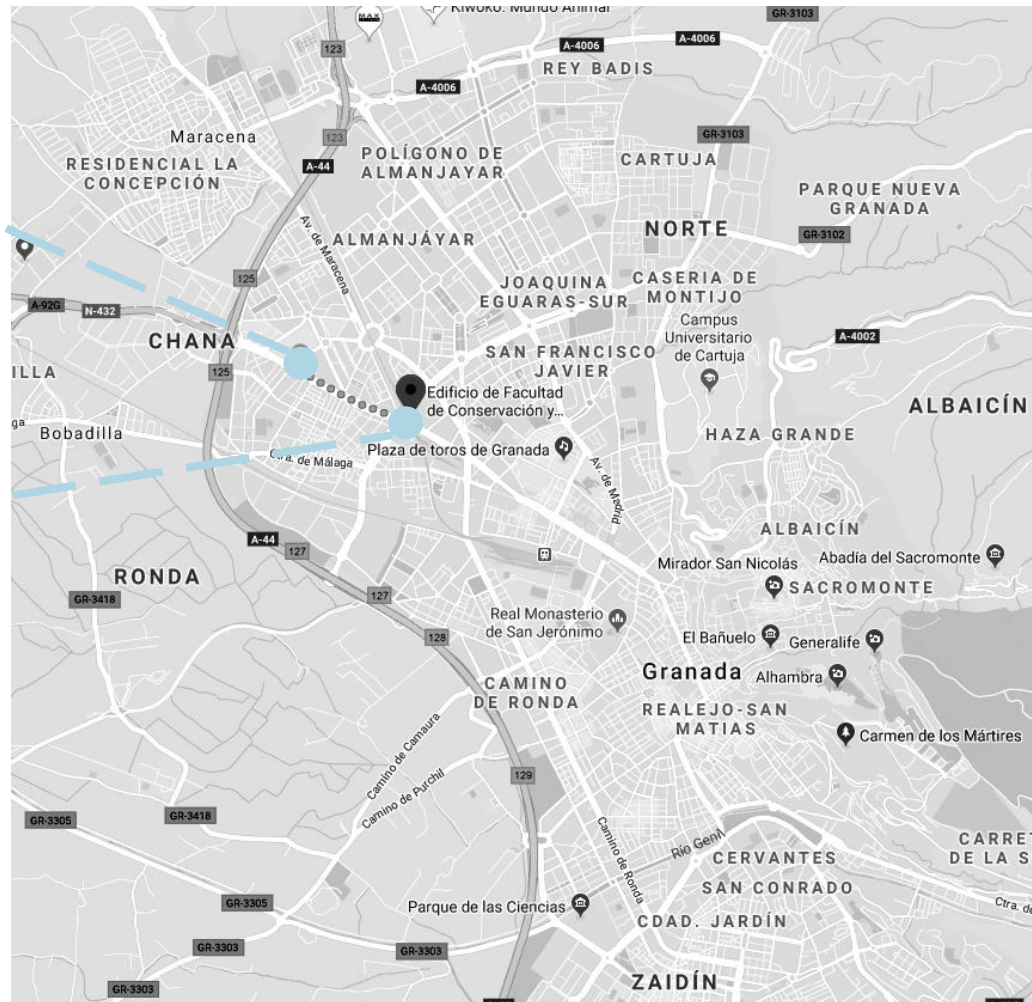 Kiwoko: Mundo Animal
MAX
123
A-4006
A-4006
GR-3103
REY BADIS
A-4006
Maracena
123
GR-3103
POLÍGONO DE
ALMANJAYAR
CARTUJA
A-44
RESIDENCIAL LA
CONCEPCIÓN
PARQUE NUEVA
GRANADA
Av. de Maracena
NORTE
GR-3102
ALMANJÁYAR
125
JOAQUINA
EGUARAS-SUR
CASERIA DE
MONTIJO
A-92G
N-432
Campus
Universitario
de Cartuja
CHANA
A-4002
SAN FRANCISCO
JAVIER
125
ILLA
Edificio de Facultad
de Conservación y...
ALBAICÍN
ga
Bobadilla
HAZA GRANDE
Plaza de toros de Granada
Ctra. de Málaga
Av. de Madrid
ALBAICÍN
A-44
127
Mirador San Nicolás
Abadía del Sacromonte
RONDA
SACROMONTE
GR-3418
127
Real Monasterio
de San Jerónimo
128
El Bañuelo
Generalife
Granada
Alhambra
CAMINO
DE RONDA
REALEJO-SAN
MATIAS
Carmen de los Mártires
Camino de Camaura
129
Camino de Purchil
GR-3418
GR-3305
Camino de Ronda
Río Genil
CERVANTES
CARRET
DE LA S
SAN CONRADO
GR-3305
Parque de las Ciencias
Ctra. de
CDAD. JARDÍN
GR-3303
GR-3303
ZAIDÍN
GR-3303